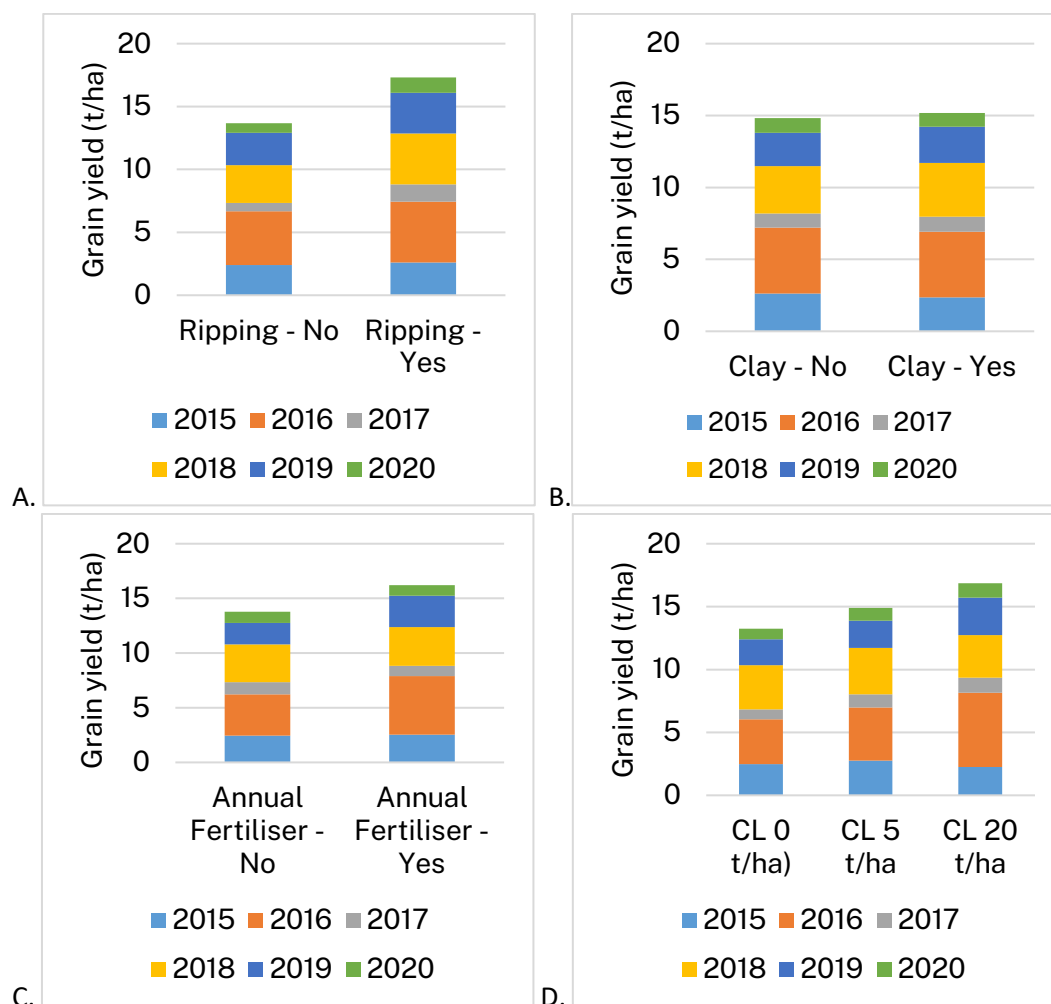 20
15
10
5
0
Grain yield (t/ha)
Ripping - No
Ripping -
Yes
2015 2016 2017
2018 2019 2020
A.
20
15
10
5
0
Grain yield (t/ha)
Clay - No
Clay - Yes
2015 2016 2017
2018 2019 2020
B.
20
15
10
5
0
Grain yield (t/ha)
Annual
Fertiliser -
No
Annual
Fertiliser -
Yes
2015 2016 2017
2018 2019 2020
C.
20
15
10
5
0
Grain yield (t/ha)
CL 0
t/ha)
CL 5
t/ha
CL 20
t/ha
2015 2016 2017
2018 2019 2020
D.